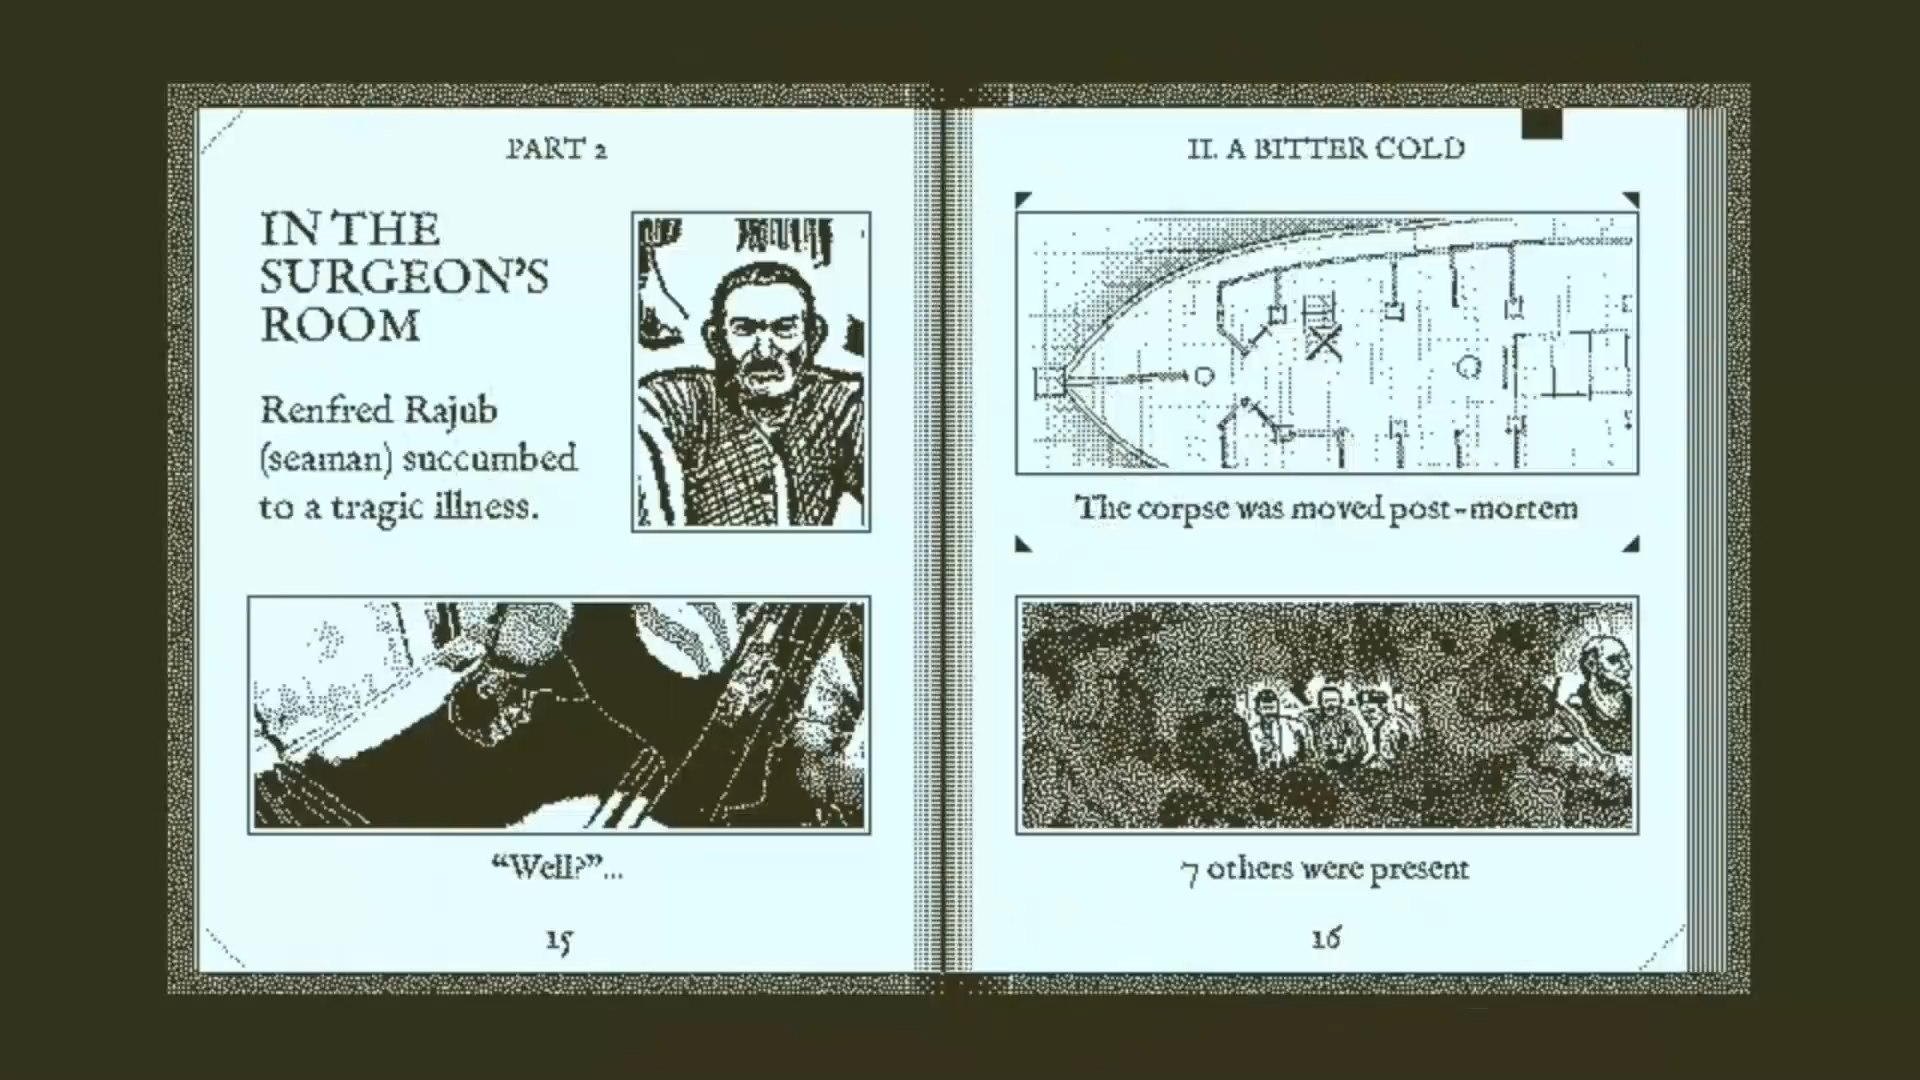 PART 2
IN THE
SURGEON'S
ROOM
Renfred Rajub
(seaman) succumbed
to a tragic illness.
“Well?”...
15
II. A BITTER COLD
The corpse was moved post-mortem
7 others were present
16